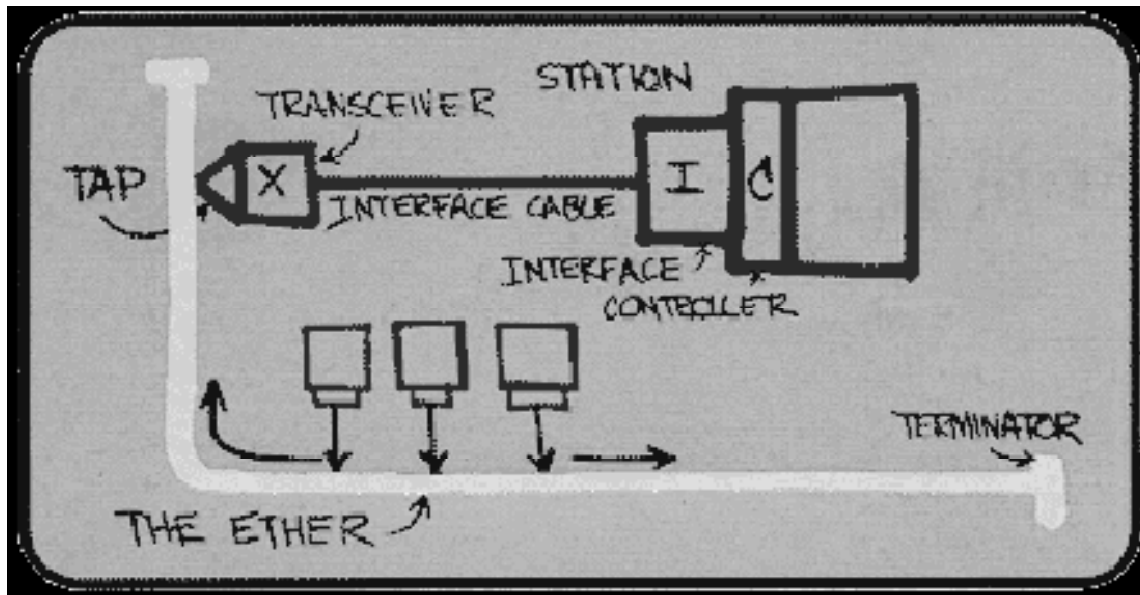 STATION
TRANSCEIVER
TAP
X
I
C
INTERFACE CABLE
INTERFACE
CONTROLLER
TERMINATOR
THE ETHER